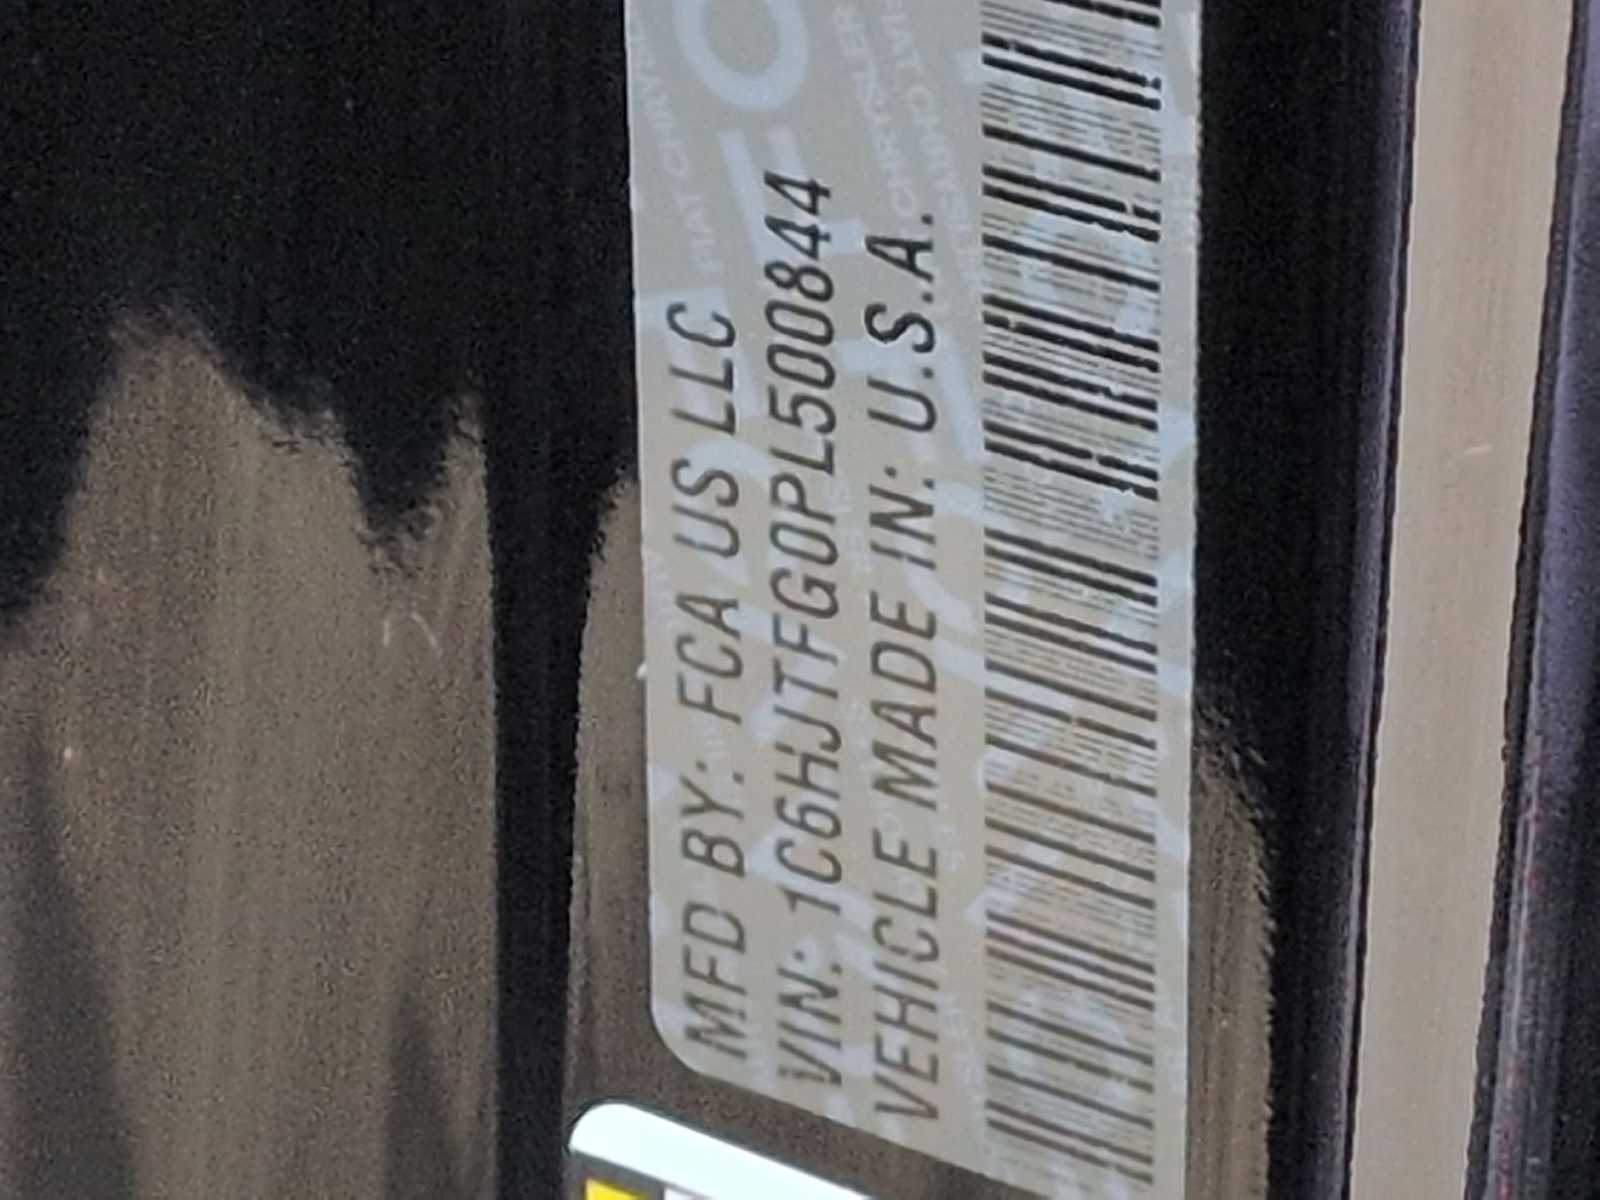 MFD BY: FCA US LLC
VIN: 1C6HJTFG0PL500844
VEHICLE MADE IN: U.S.A.